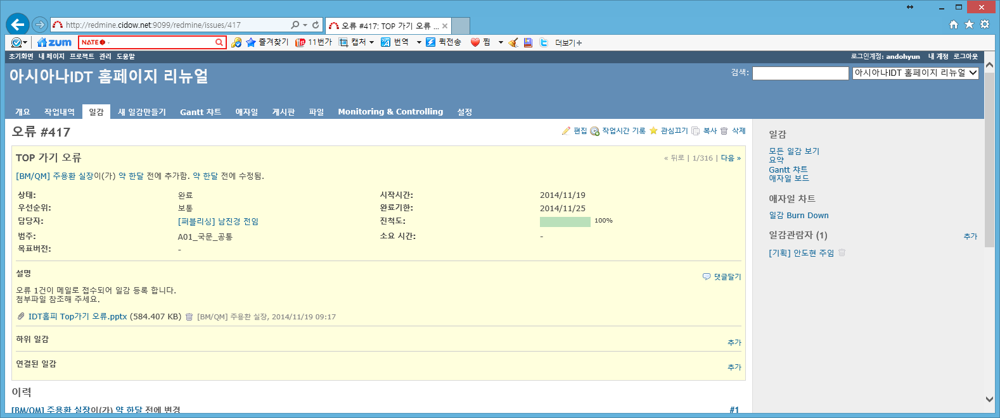 http://redmine.cidow.net:9099/redmine/issues/417
오류 #417: TOP 가기 오류 ...
zum NATE 즐겨찾기 11번가 캡처 번역 퀵전송 찜 더보기+
초기화면 내 페이지 프로젝트 관리 도움말
로그인계정: andohyun 내 계정 로그아웃
아시아나IDT 홈페이지 리뉴얼
검색: 아시아나IDT 홈페이지 리뉴얼
개요 작업내역 일감 새 일감만들기 Gantt 챠트 애자일 게시판 파일 Monitoring & Controlling 설정
오류 #417
편집 작업시간 기록 관심끄기 복사 삭제
TOP 가기 오류
« 뒤로 | 1/316 | 다음 »
[BM/QM] 주용환 실장이(가) 약 한달 전에 추가함. 약 한달 전에 수정됨.
상태: 완료 시작시간: 2014/11/19
우선순위: 보통 완료기한: 2014/11/25
담당자: [퍼블리싱] 남진경 전임 진척도: 100%
범주: A01_국문_공통 소요 시간: -
목표버전: -
설명
댓글달기
오류 1건이 메일로 접수되어 일감 등록 합니다.
첨부파일 참조해 주세요.
IDT홈피 Top가기 오류.pptx (584.407 KB) [BM/QM] 주용환 실장, 2014/11/19 09:17
하위 일감
추가
연결된 일감
추가
이력
[BM/QM] 주용환 실장이(가) 약 한달 전에 변경
#1
일감
모든 일감 보기
요약
Gantt 챠트
애자일 보드
애자일 차트
일감 Burn Down
일감관람자 (1)
추가
[기획] 안도현 주임